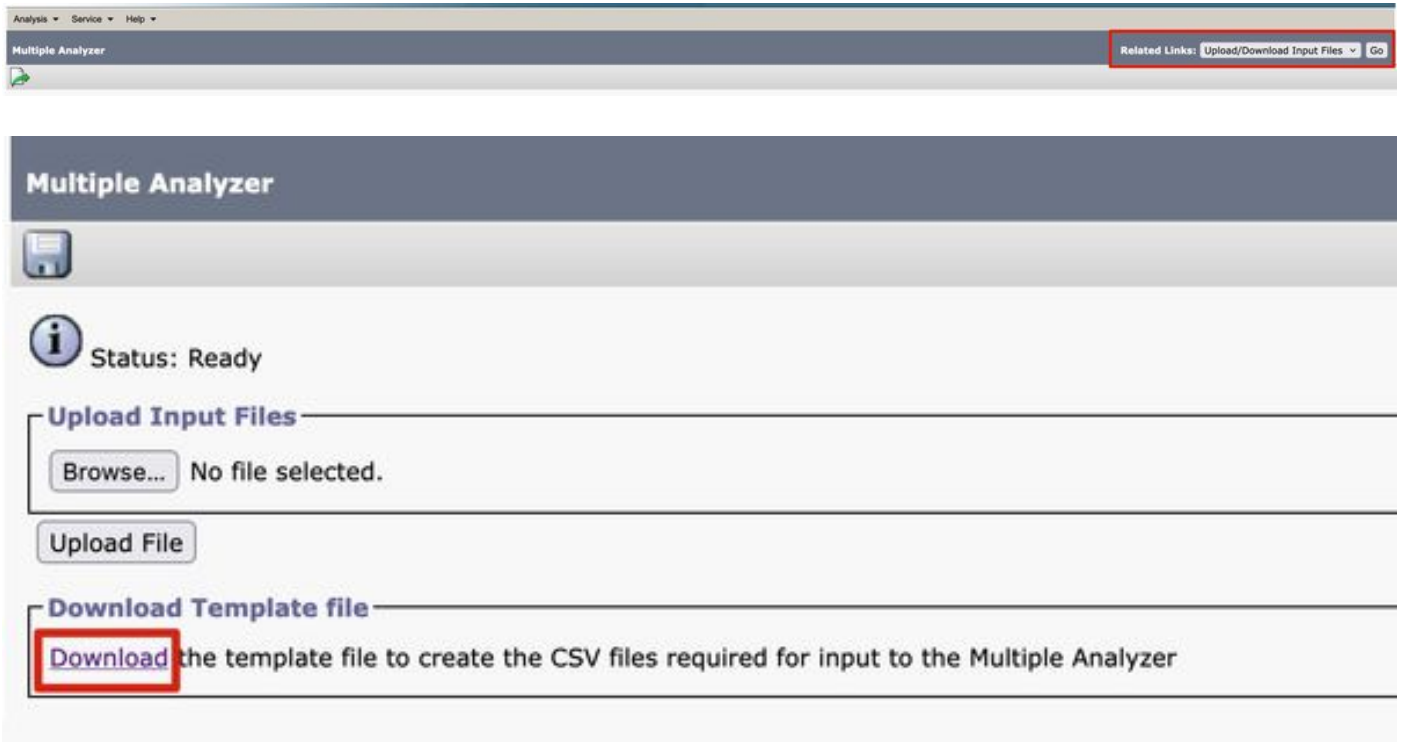 Analysis Service Help
Multiple Analyzer Related Links: Upload/Download Input Files Go
Multiple Analyzer
i Status: Ready
Upload Input Files
Browse... No file selected.
Upload File
Download Template file
Download the template file to create the CSV files required for input to the Multiple Analyzer